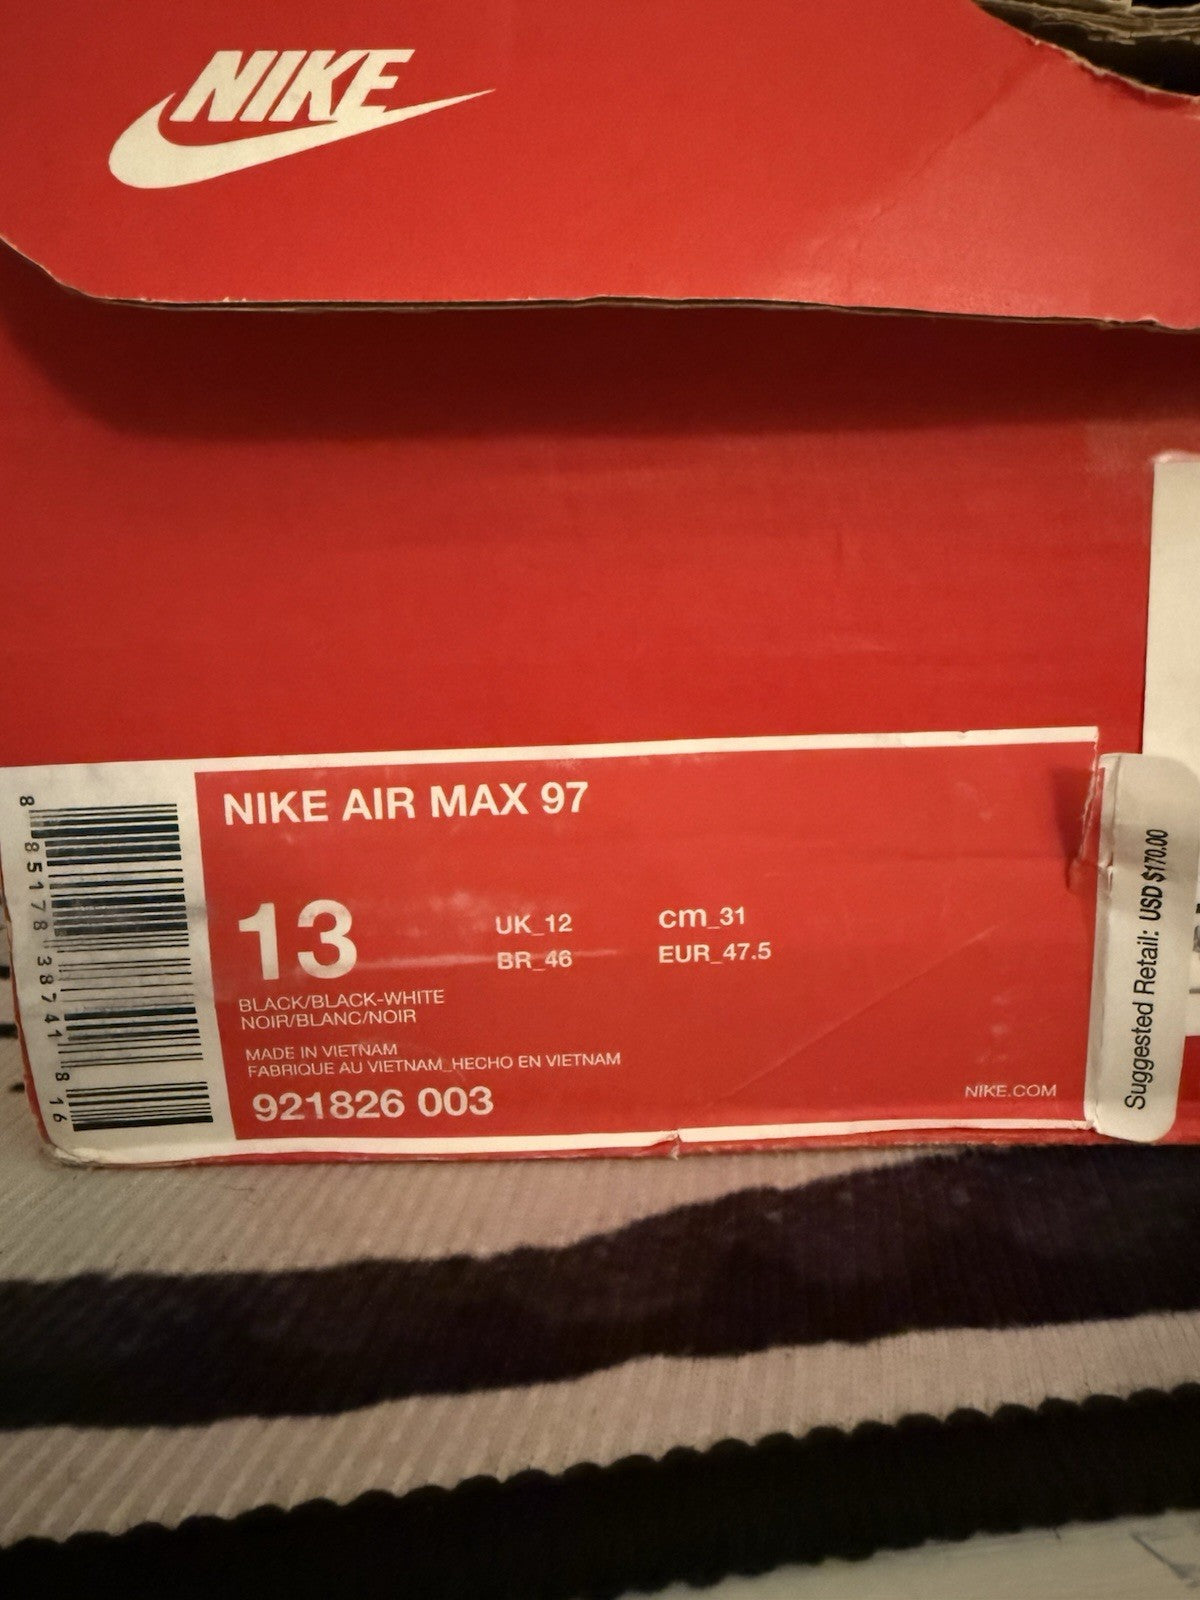 NIKE
NIKE AIR MAX 97
13
UK_12
cm_31
BR_46
EUR_47.5
BLACK/BLACK-WHITE
NOIR/BLANC/NOIR
MADE IN VIETNAM
FABRIQUE AU VIETNAM_HECHO EN VIETNAM
921826 003
NIKE.COM
8 85178 38741 8 16
Suggested Retail: USD $170.00